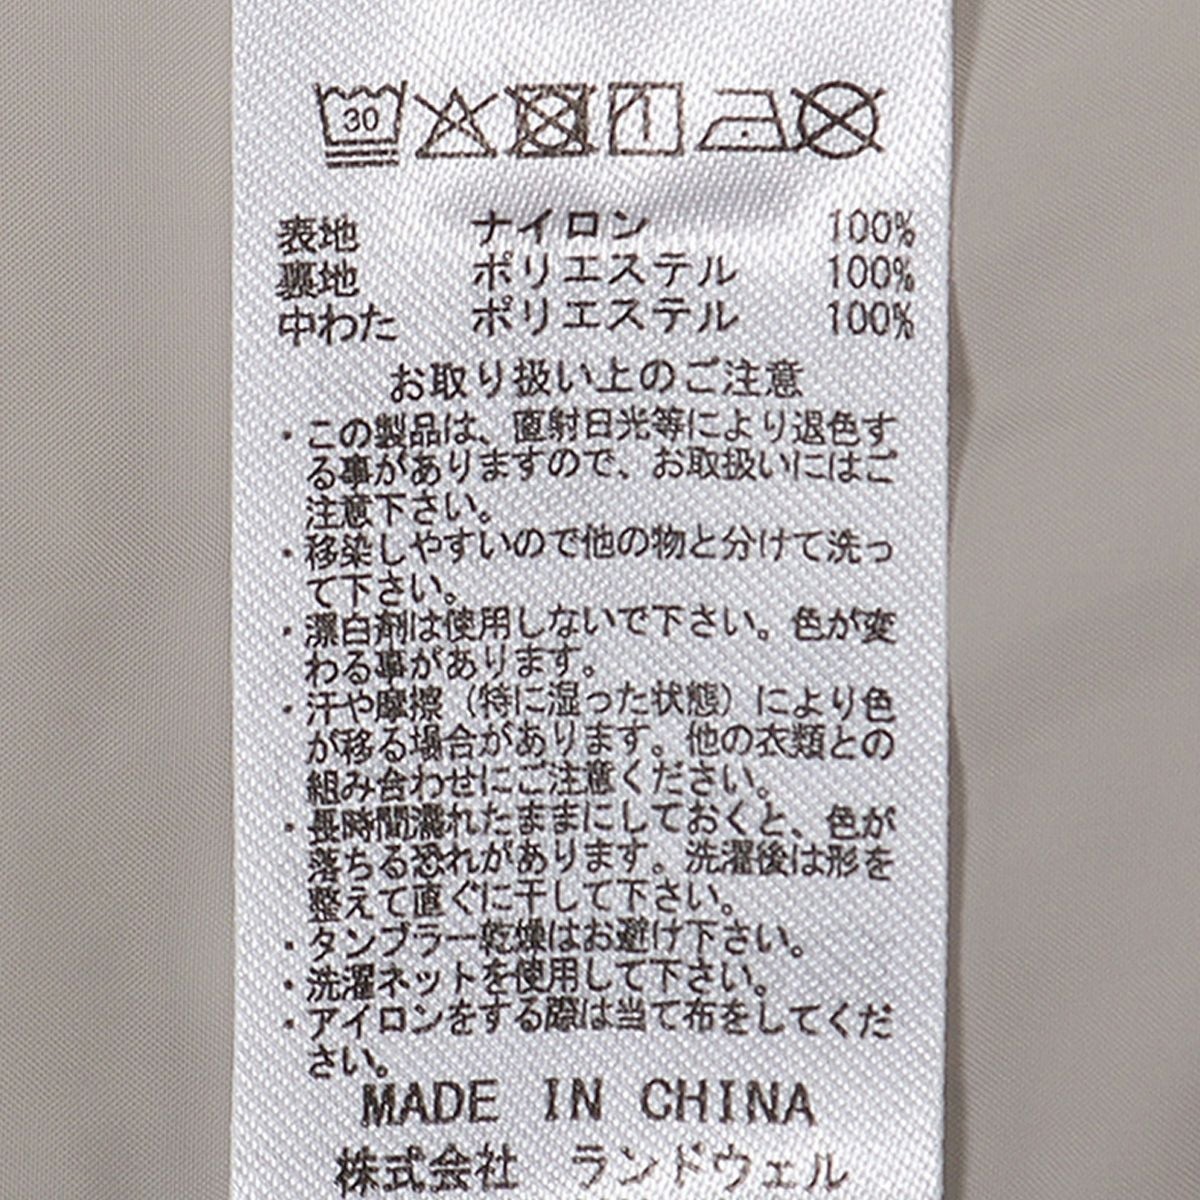 30
表地 ナイロン 100%
裏地 ポリエステル 100%
中わた ポリエステル 100%
お取り扱い上のご注意
・この製品は、直射日光等により退色す
る事がありますので、お取扱いにはご
注意下さい。
・移染しやすいので他の物と分けて洗っ
て下さい。
・漂白剤は使用しないで下さい。色が変
わる事があります。
・汗や摩擦（特に湿った状態）により色
が移る場合があります。他の衣類との
組み合わせにご注意ください。
・長時間濡れたままにしておくと、色が
落ちる恐れがあります。洗濯後は形を
整えて直ぐに干して下さい。
・タンブラー乾燥はお避け下さい。
・洗濯ネットを使用して下さい。
・アイロンをする際は当て布をしてくだ
さい。
MADE IN CHINA
株式会社 ランドウェル